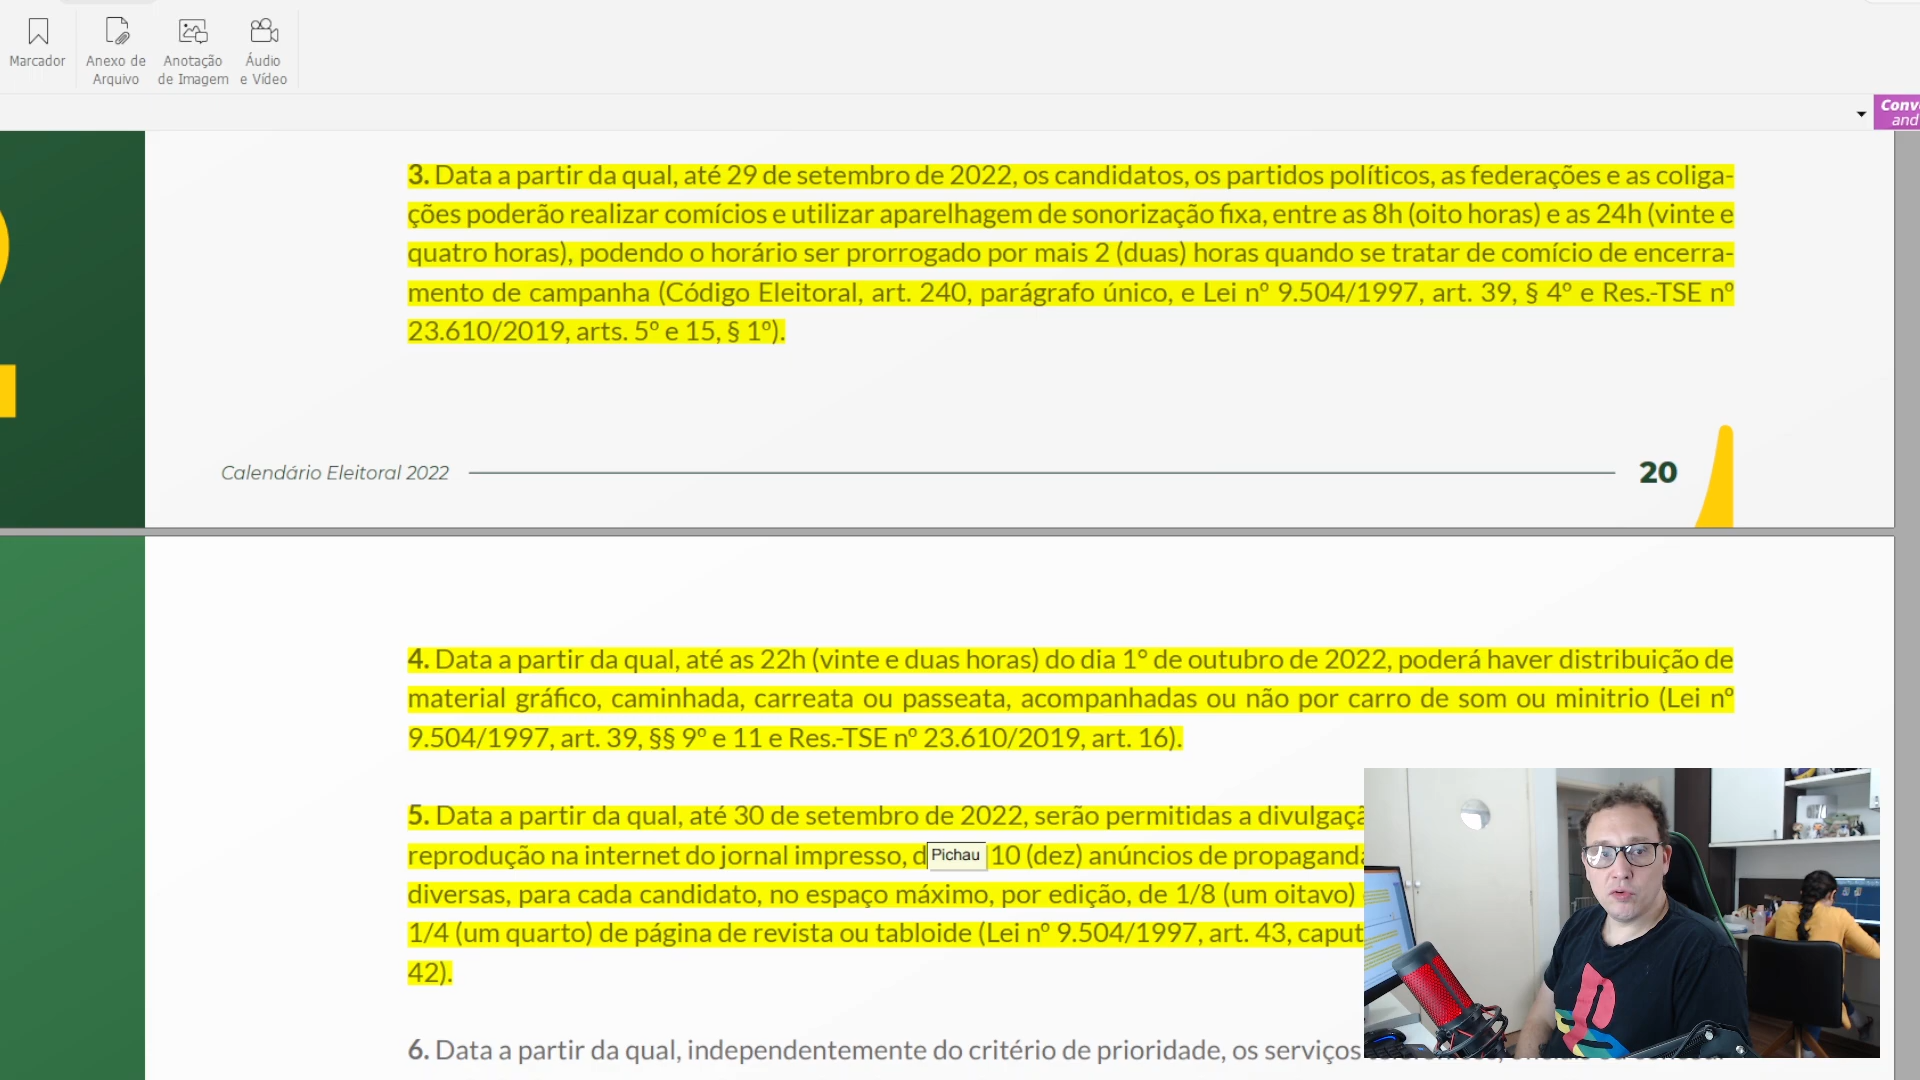 Marcador
Anexo de
Arquivo
Anotação
de Imagem
Áudio
e Vídeo
Conv
and
3. Data a partir da qual, até 29 de setembro de 2022, os candidatos, os partidos políticos, as federações e as coliga-
ções poderão realizar comícios e utilizar aparelhagem de sonorização fixa, entre as 8h (oito horas) e as 24h (vinte e
quatro horas), podendo o horário ser prorrogado por mais 2 (duas) horas quando se tratar de comício de encerra-
mento de campanha (Código Eleitoral, art. 240, parágrafo único, e Lei nº 9.504/1997, art. 39, § 4º e Res.-TSE nº
23.610/2019, arts. 5º e 15, § 1º).
Calendário Eleitoral 2022
20
4. Data a partir da qual, até as 22h (vinte e duas horas) do dia 1° de outubro de 2022, poderá haver distribuição de
material gráfico, caminhada, carreata ou passeata, acompanhadas ou não por carro de som ou minitrio (Lei nº
9.504/1997, art. 39, §§ 9º e 11 e Res.-TSE nº 23.610/2019, art. 16).
5. Data a partir da qual, até 30 de setembro de 2022, serão permitidas a divulgaçã
reprodução na internet do jornal impresso, d Pichau 10 (dez) anúncios de propaganda
diversas, para cada candidato, no espaço máximo, por edição, de 1/8 (um oitavo)
1/4 (um quarto) de página de revista ou tabloide (Lei nº 9.504/1997, art. 43, caput
42).
6. Data a partir da qual, independentemente do critério de prioridade, os serviços